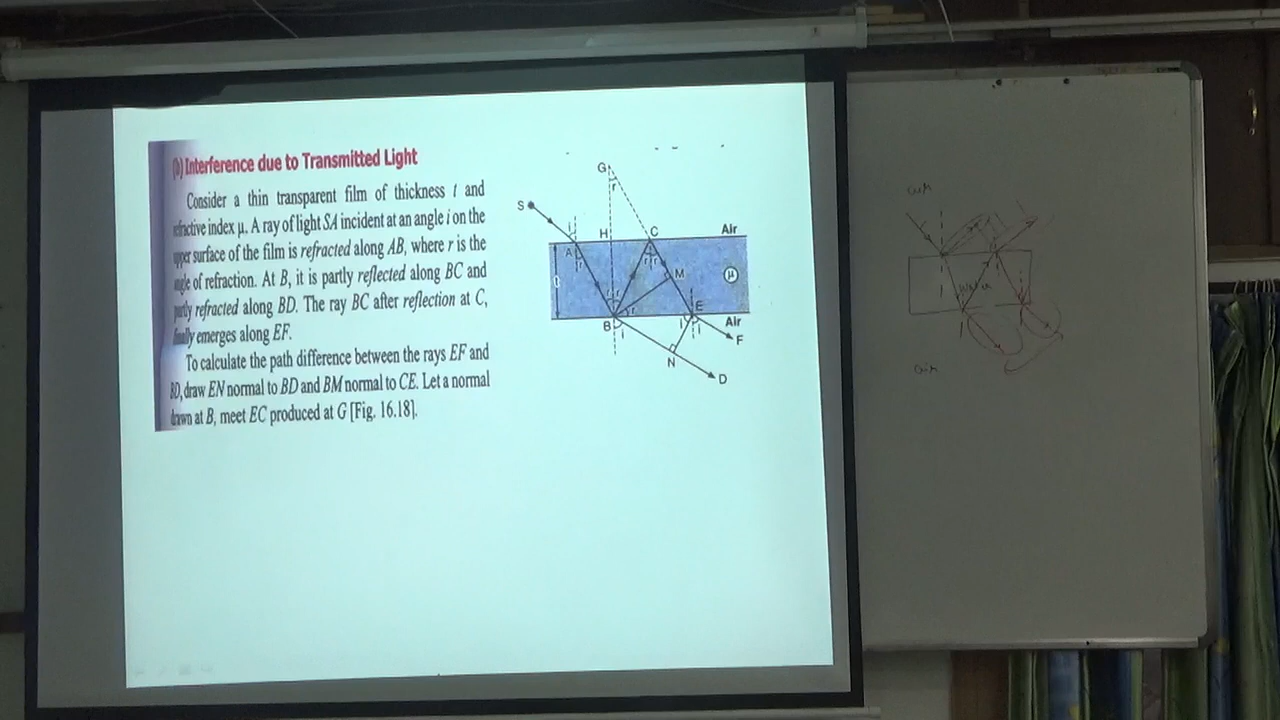 (b) Interference due to Transmitted Light
Consider a thin transparent film of thickness t and
refractive index μ. A ray of light SA incident at an angle i on the
upper surface of the film is refracted along AB, where r is the
angle of refraction. At B, it is partly reflected along BC and
partly refracted along BD. The ray BC after reflection at C,
finally emerges along EF.
To calculate the path difference between the rays EF and
BD, draw EN normal to BD and BM normal to CE. Let a normal
drawn at B, meet EC produced at G [Fig. 16.18].
G
r
S
i
H
C
Air
A
r
r r
M
μ
t
r
r
E
B
i
i
i
Air
F
N
D
air
water
air